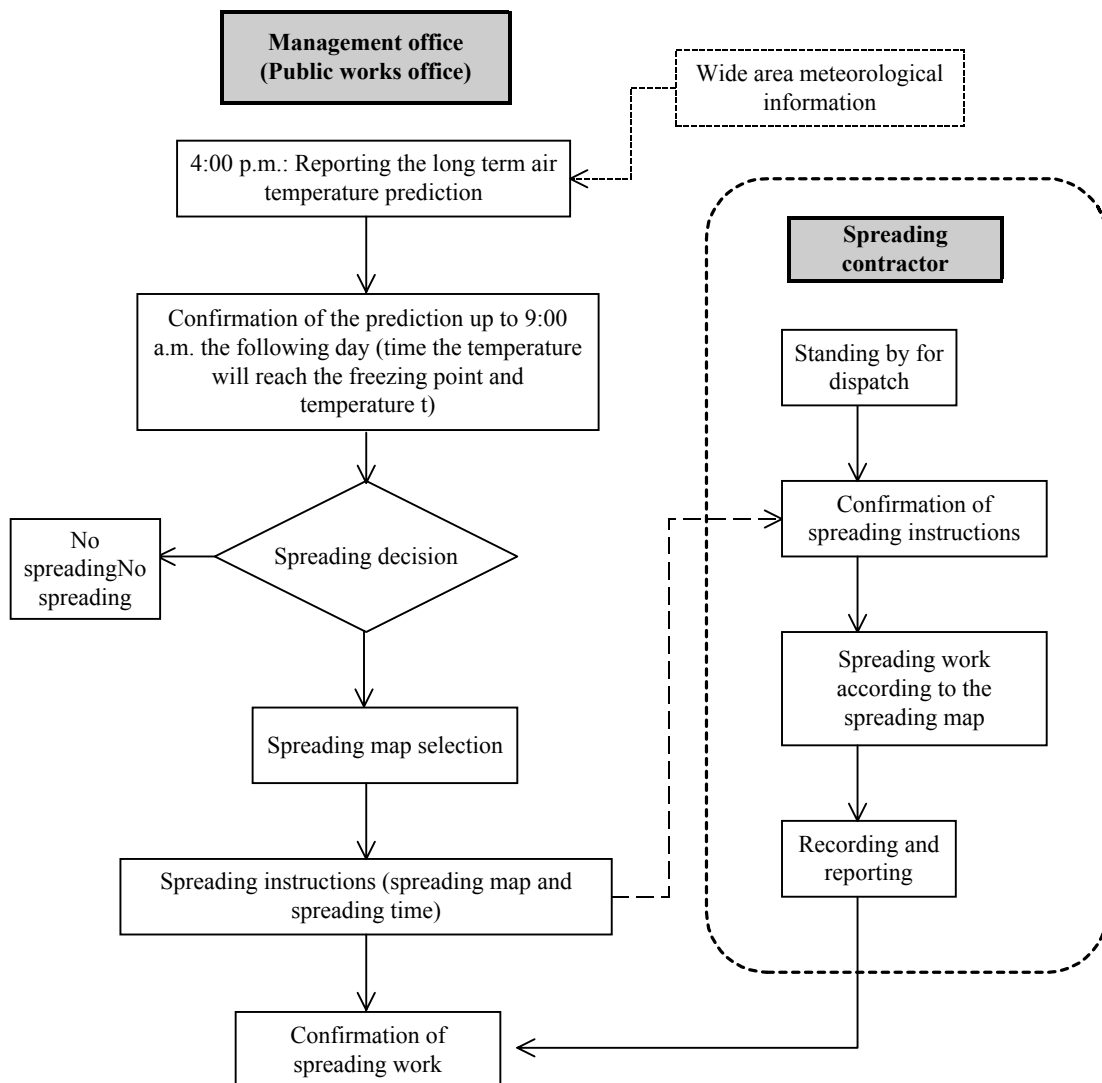 Management office
(Public works office)
Wide area meteorological
information
4:00 p.m.: Reporting the long term air
temperature prediction
Confirmation of the prediction up to 9:00
a.m. the following day (time the temperature
will reach the freezing point and
temperature t)
Spreading decision
No
spreadingNo
spreading
Spreading map selection
Spreading instructions (spreading map and
spreading time)
Confirmation of
spreading work
Spreading
contractor
Standing by for
dispatch
Confirmation of
spreading instructions
Spreading work
according to the
spreading map
Recording and
reporting